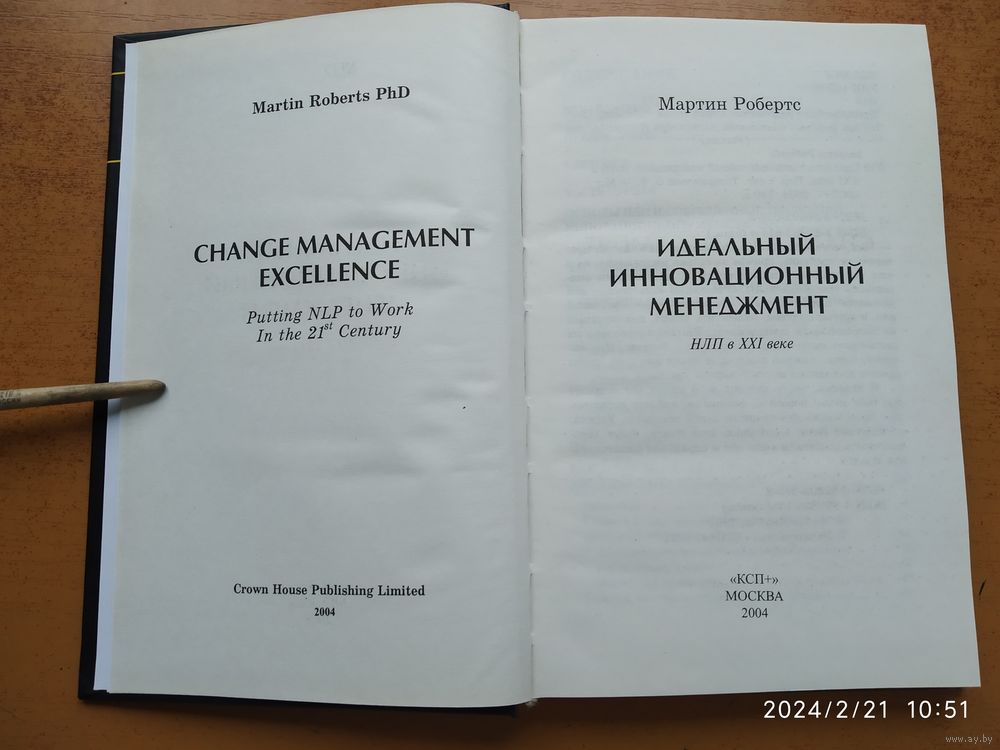 Martin Roberts PhD
CHANGE MANAGEMENT
EXCELLENCE
Putting NLP to Work
In the 21st Century
Crown House Publishing Limited
2004
Мартин Робертс
ИДЕАЛЬНЫЙ
ИННОВАЦИОННЫЙ
МЕНЕДЖМЕНТ
НЛП в XXI веке
«КСП+»
МОСКВА
2004
2024/2/21 10:51
www.ay.by